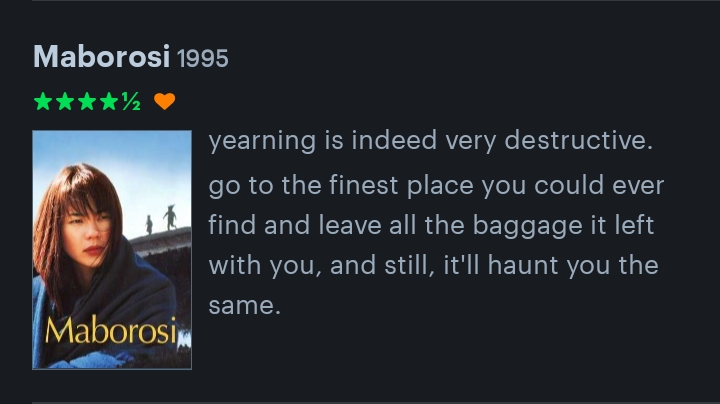 Maborosi 1995
★★★★½
yearning is indeed very destructive.
go to the finest place you could ever
find and leave all the baggage it left
with you, and still, it'll haunt you the
same.
Maborosi